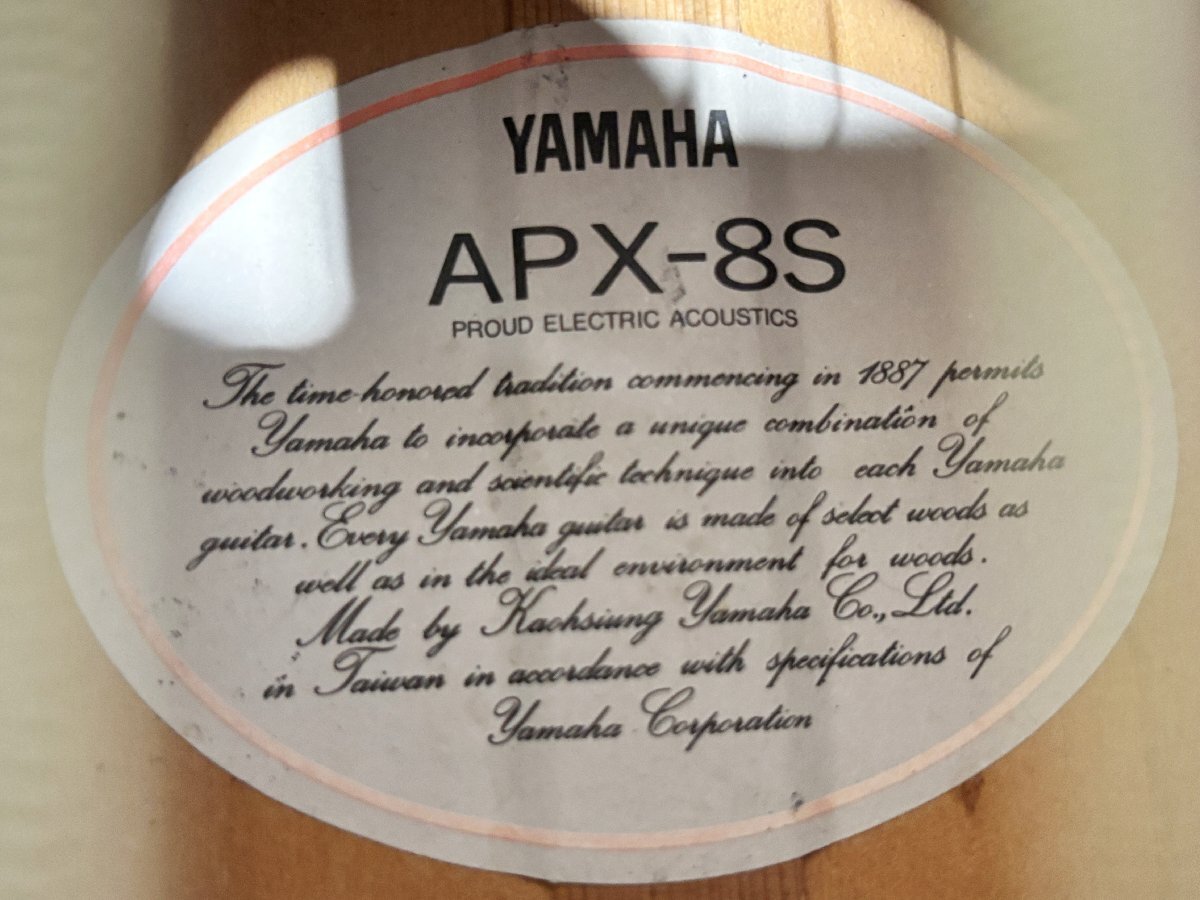 YAMAHA
APX-8S
PROUD ELECTRIC ACOUSTICS
The time-honored tradition commencing in 1887 permits
Yamaha to incorporate a unique combination of
woodworking and scientific technique into each Yamaha
guitar. Every Yamaha guitar is made of select woods as
well as in the ideal environment for woods.
Made by Kaohsiung Yamaha Co., Ltd.
in Taiwan in accordance with specifications of
Yamaha Corporation